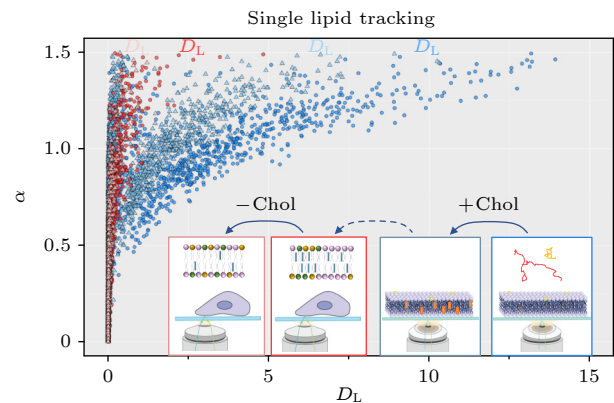 Single lipid tracking
D_L D_L D_L D_L
1.5
1.0
0.5
0
α
−Chol
+Chol
0 5 10 15
D_L